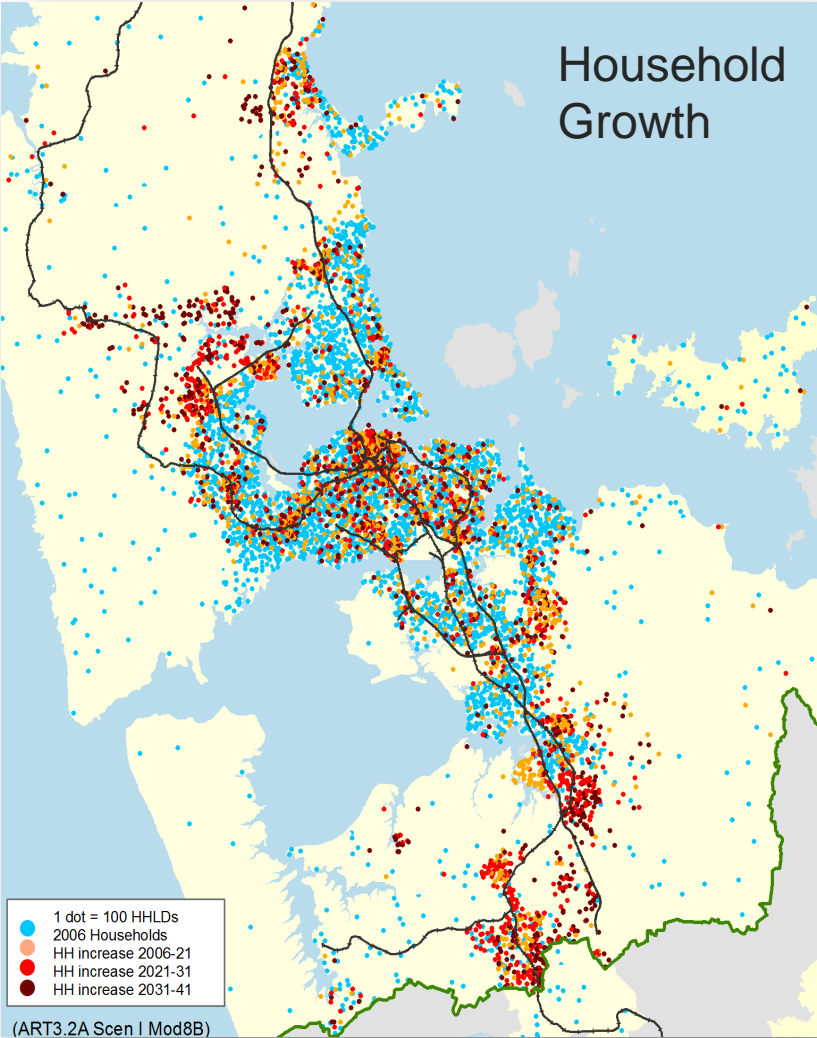 Household
Growth
1 dot = 100 HHLDs
2006 Households
HH increase 2006-21
HH increase 2021-31
HH increase 2031-41
(ART3.2A Scen I Mod8B)